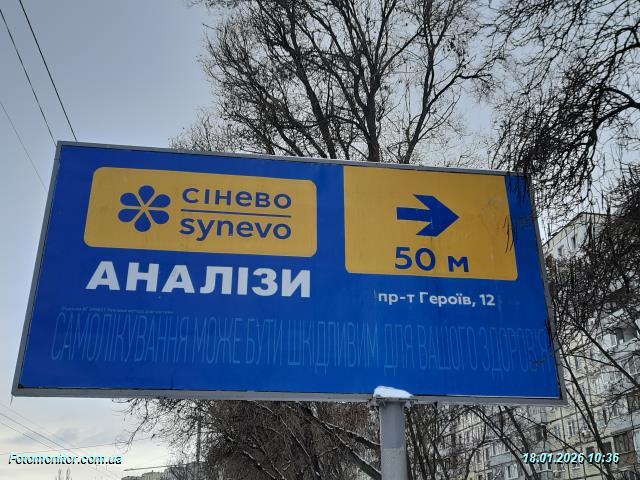 сінево
synevo
50 м
АНАЛІЗИ
пр-т Героїв, 12
САМОЛІКУВАННЯ МОЖЕ БУТИ ШКІДЛИВИМ ДЛЯ ВАШОГО ЗДОРОВ'Я
Fotomonitor.com.ua
18.01.2026 10:36